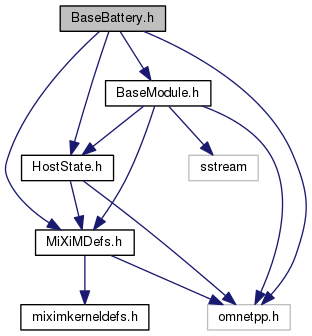 BaseBattery.h
BaseModule.h
HostState.h
sstream
MiXiMDefs.h
miximkerneldefs.h
omnetpp.h